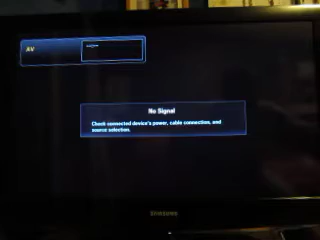 AV
No Signal
Check connected device's power, cable connection, and
source selection.
SAMSUNG